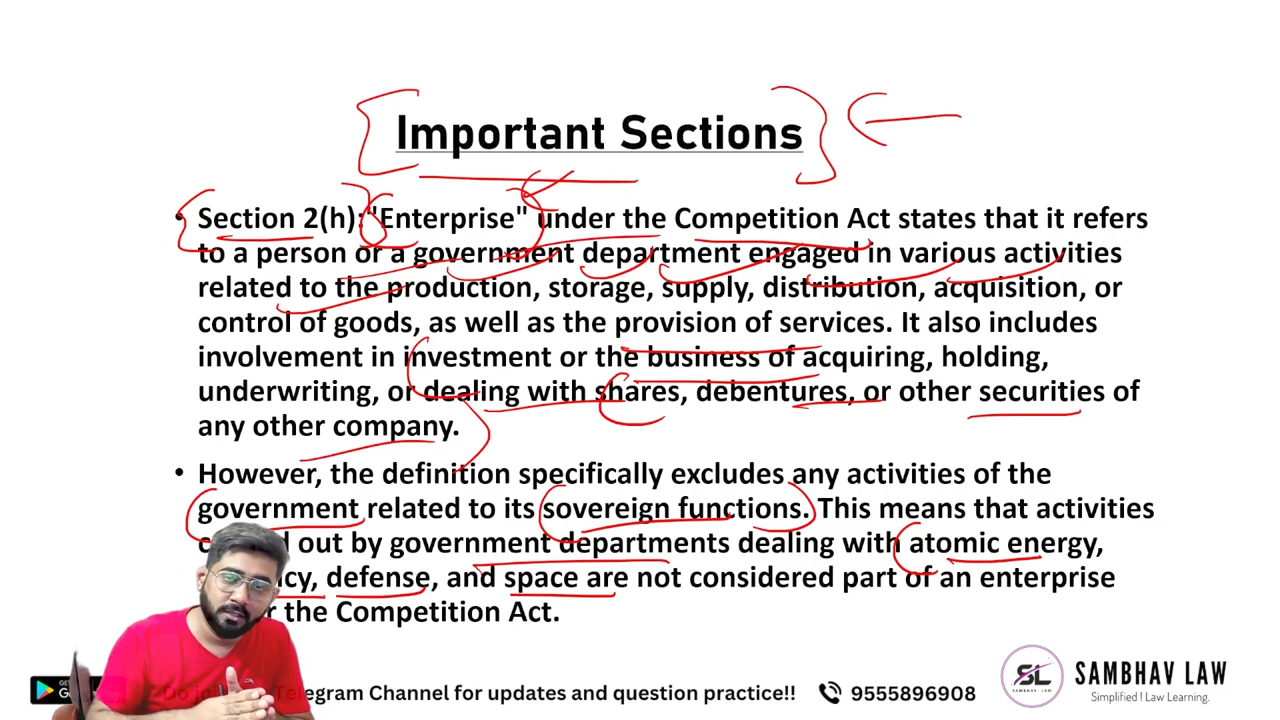 Important Sections
• Section 2(h): "Enterprise" under the Competition Act states that it refers
to a person or a government department engaged in various activities
related to the production, storage, supply, distribution, acquisition, or
control of goods, as well as the provision of services. It also includes
involvement in investment or the business of acquiring, holding,
underwriting, or dealing with shares, debentures, or other securities of
any other company.
• However, the definition specifically excludes any activities of the
government related to its sovereign functions. This means that activities
out by government departments dealing with atomic energy,
defense, and space are not considered part of an enterprise
the Competition Act.
Telegram Channel for updates and question practice!! 9555896908
SL
SAMBHAV LAW
SAMBHAV LAW
Simplified ! Law Learning.